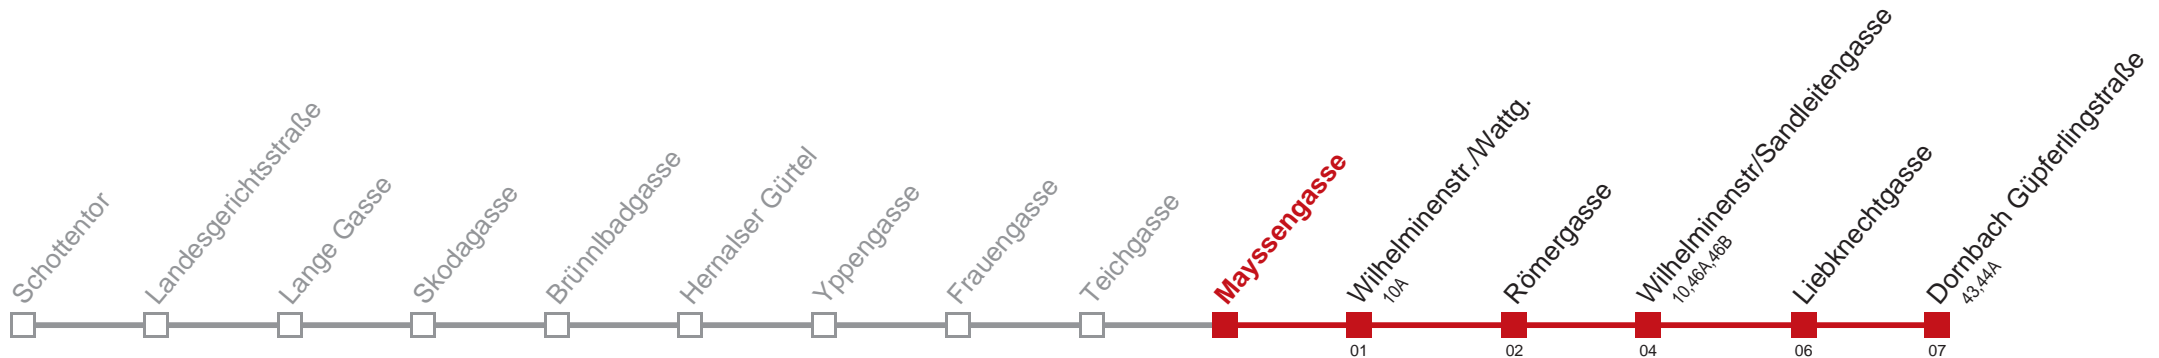 Schottentor
Landesgerichtsstraße
Lange Gasse
Skodagasse
Brünnlbadgasse
Hernalser Gürtel
Yppengasse
Frauengasse
Teichgasse
Mayssengasse
Wilhelminenstr./Wattg.
10A
Römergasse
Wilhelminenstr/Sandleitengasse
10,46A,46B
Liebknechtgasse
Dornbach Güpferlingstraße
43,44A
01
02
04
06
07